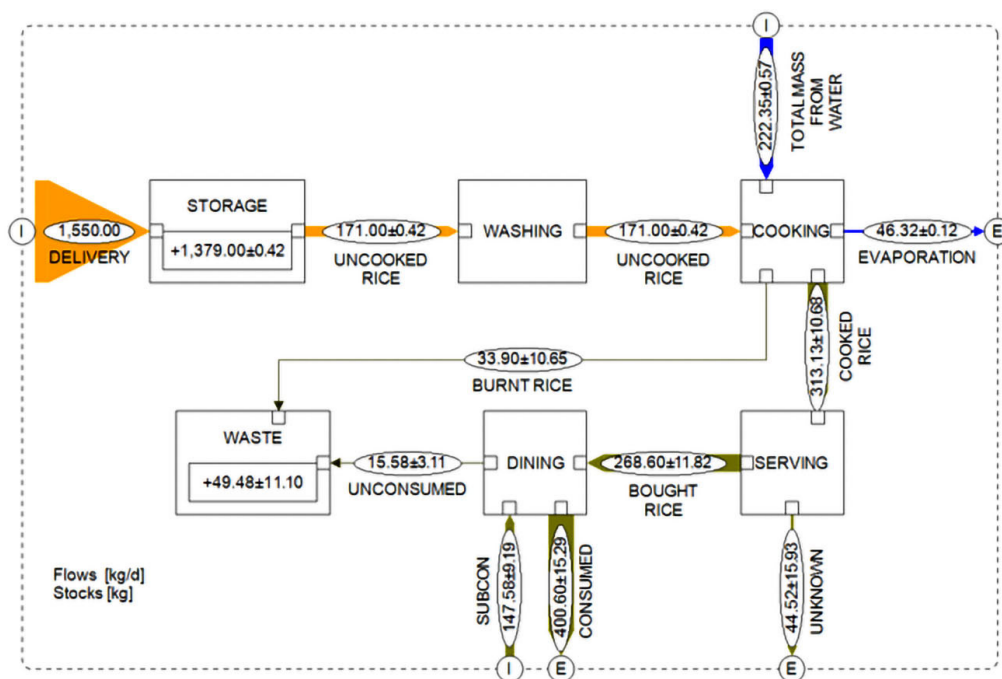 I
222.35±0.57
TOTAL MASS
FROM
WATER
STORAGE
I
1,550.00
DELIVERY
+1,379.00±0.42
171.00±0.42
UNCOOKED
RICE
WASHING
171.00±0.42
UNCOOKED
RICE
COOKING
46.32±0.12
EVAPORATION
E
33.90±10.65
BURNT RICE
313.13±10.68
COOKED
RICE
WASTE
+49.48±11.10
15.58±3.11
UNCONSUMED
DINING
268.60±11.82
BOUGHT
RICE
SERVING
Flows [kg/d]
Stocks [kg]
SUBCON
147.58±9.19
I
400.60±15.29
CONSUMED
E
44.52±15.93
UNKNOWN
E